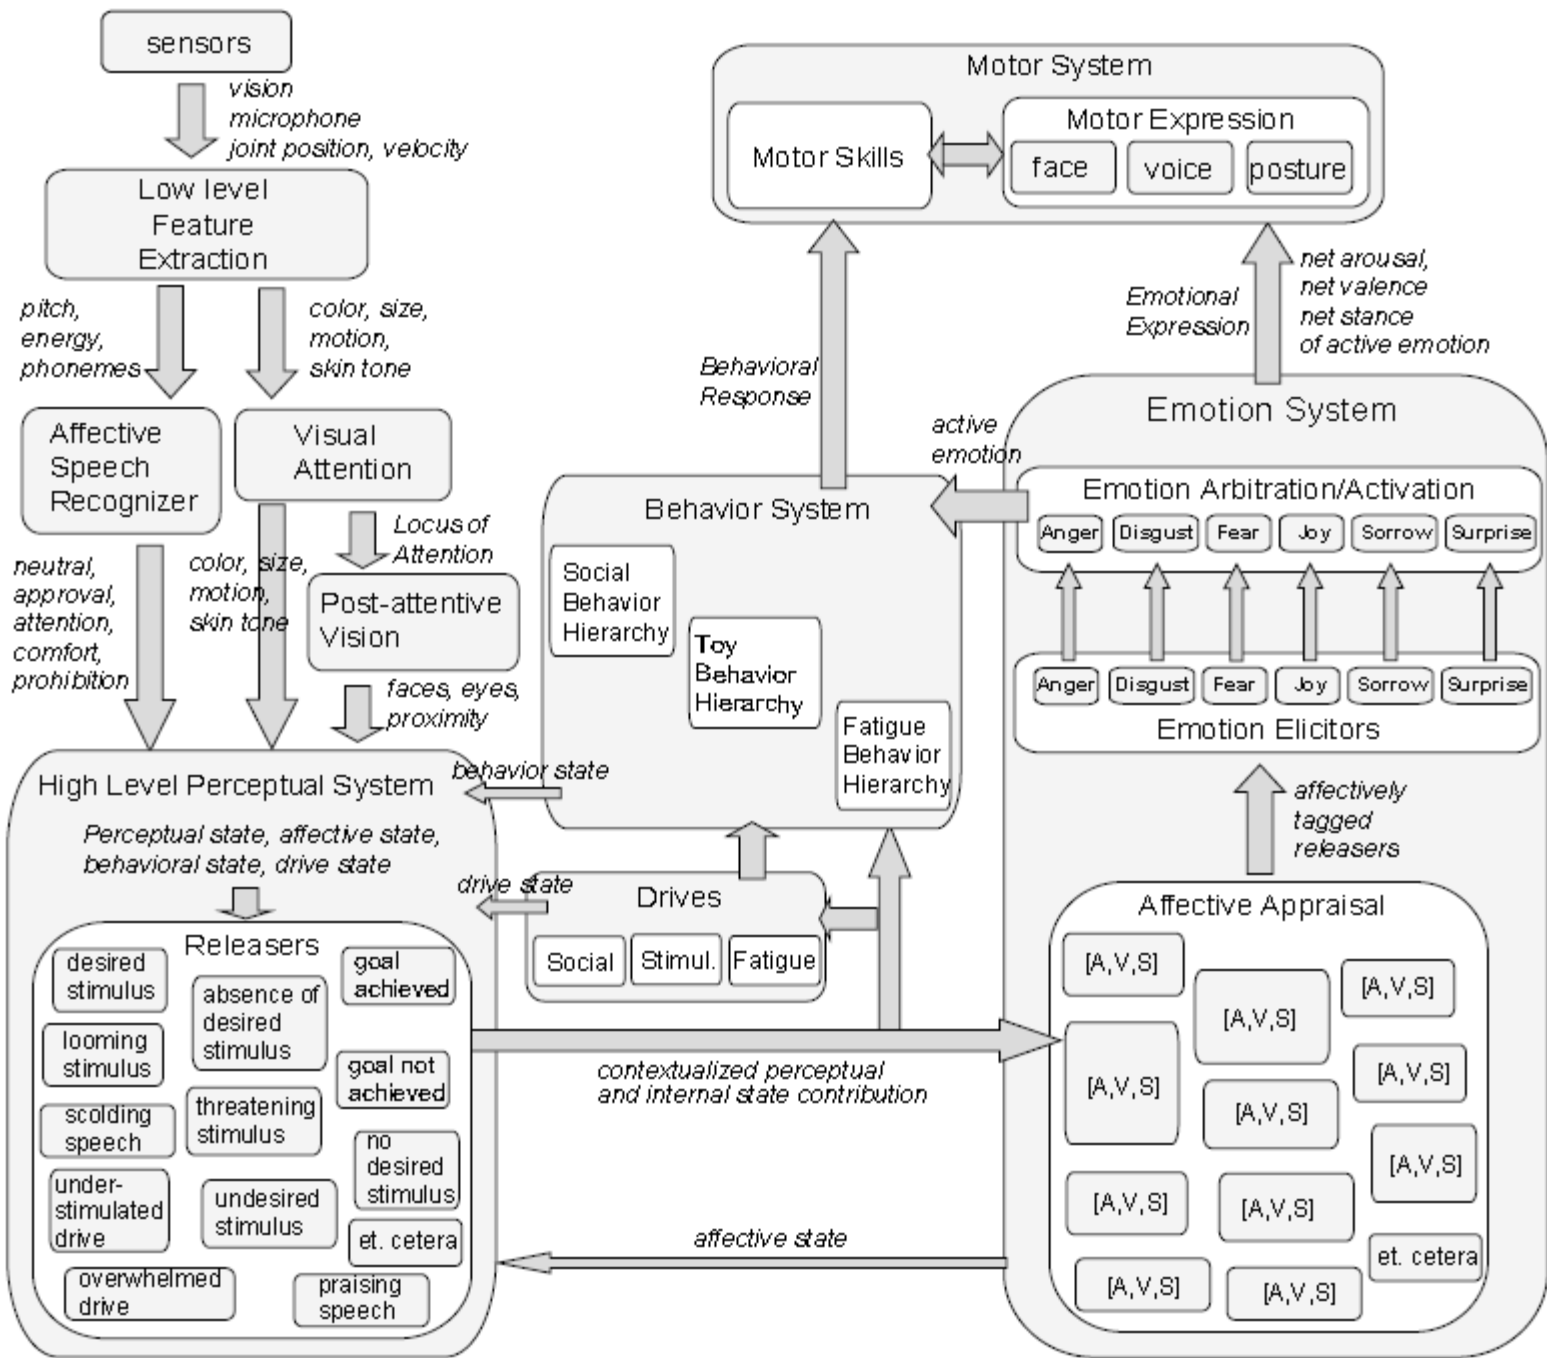 sensors
vision
microphone
joint position, velocity
Low level
Feature
Extraction
pitch,
energy,
phonemes
color, size,
motion,
skin tone
Affective
Speech
Recognizer
Visual
Attention
neutral,
approval,
attention,
comfort,
prohibition
color, size,
motion,
skin tone
Locus of
Attention
Post-attentive
Vision
faces, eyes,
proximity
High Level Perceptual System
Perceptual state, affective state,
behavioral state, drive state
Releasers
desired
stimulus
absence of
desired
stimulus
goal
achieved
looming
stimulus
goal not
achieved
scolding
speech
threatening
stimulus
no
desired
stimulus
under-
stimulated
drive
undesired
stimulus
et. cetera
overwhelmed
drive
praising
speech
Motor System
Motor Skills
Motor Expression
face
voice
posture
Behavioral
Response
Emotional
Expression
net arousal,
net valence
net stance
of active emotion
Behavior System
Social
Behavior
Hierarchy
Toy
Behavior
Hierarchy
Fatigue
Behavior
Hierarchy
behavior state
drive state
Drives
Social
Stimul.
Fatigue
contextualized perceptual
and internal state contribution
affective state
active
emotion
Emotion System
Emotion Arbitration/Activation
Anger
Disgust
Fear
Joy
Sorrow
Surprise
Anger
Disgust
Fear
Joy
Sorrow
Surprise
Emotion Elicitors
affectively
tagged
releasers
Affective Appraisal
[A,V,S]
[A,V,S]
[A,V,S]
[A,V,S]
[A,V,S]
[A,V,S]
[A,V,S]
[A,V,S]
[A,V,S]
et. cetera
[A,V,S]
[A,V,S]